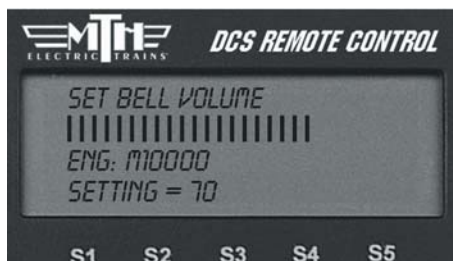 MTH DCS REMOTE CONTROL
ELECTRIC TRAINS
SET BELL VOLUME
ENG: M10000
SETTING = 70
S1 S2 S3 S4 S5